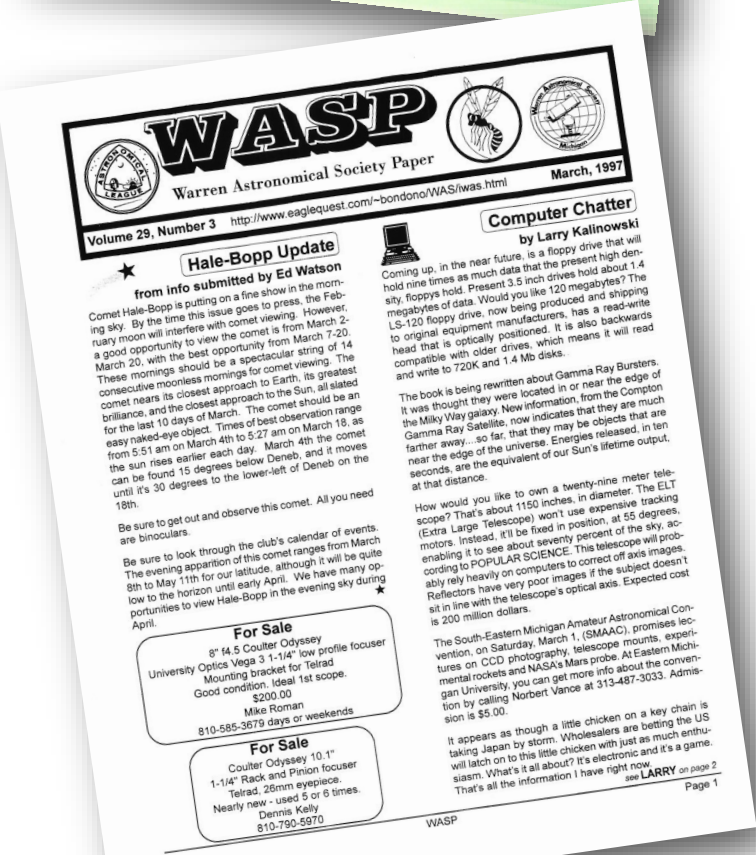 WASP
Warren Astronomical Society Paper
ASTRONOMICAL
LEAGUE
Warren Astronomical Society
Michigan
Volume 29, Number 3 http://www.eaglequest.com/~bondono/WAS/iwas.html March, 1997
Hale-Bopp Update
from info submitted by Ed Watson
Comet Hale-Bopp is putting on a fine show in the morn-
ing sky. By the time this issue goes to press, the Feb-
ruary moon will interfere with comet viewing. However,
a good opportunity to view the comet is from March 2-
March 20, with the best opportunity from March 7-20.
These mornings should be a spectacular string of 14
consecutive moonless mornings for comet viewing. The
comet nears its closest approach to Earth, its greatest
brilliance, and the closest approach to the Sun, all slated
for the last 10 days of March. The comet should be an
easy naked-eye object. Times of best observation range
from 5:51 am on March 4th to 5:27 am on March 18, as
the sun rises earlier each day. March 4th the comet
can be found 15 degrees below Deneb, and it moves
until it's 30 degrees to the lower-left of Deneb on the
18th.
Be sure to get out and observe this comet. All you need
are binoculars.
Be sure to look through the club's calendar of events.
The evening apparition of this comet ranges from March
8th to May 11th for our latitude, although it will be quite
low to the horizon until early April. We have many op-
portunities to view Hale-Bopp in the evening sky during
April.
For Sale
8" f4.5 Coulter Odyssey
University Optics Vega 3 1-1/4" low profile focuser
Mounting bracket for Telrad
Good condition. Ideal 1st scope.
$200.00
Mike Roman
810-585-3679 days or weekends
For Sale
Coulter Odyssey 10.1"
1-1/4" Rack and Pinion focuser
Telrad, 26mm eyepiece.
Nearly new - used 5 or 6 times.
Dennis Kelly
810-790-5970
Computer Chatter
by Larry Kalinowski
Coming up, in the near future, is a floppy drive that will
hold nine times as much data that the present high den-
sity, floppys hold. Present 3.5 inch drives hold about 1.4
megabytes of data. Would you like 120 megabytes? The
LS-120 floppy drive, now being produced and shipping
to original equipment manufacturers, has a read-write
head that is optically positioned. It is also backwards
compatible with older drives, which means it will read
and write to 720K and 1.4 Mb disks.
The book is being rewritten about Gamma Ray Bursters.
It was thought they were located in or near the edge of
the Milky Way galaxy. New information, from the Compton
Gamma Ray Satellite, now indicates that they are much
farther away....so far, that they may be objects that are
near the edge of the universe. Energies released, in ten
seconds, are the equivalent of our Sun's lifetime output,
at that distance.
How would you like to own a twenty-nine meter tele-
scope? That's about 1150 inches, in diameter. The ELT
(Extra Large Telescope) won't use expensive tracking
motors. Instead, it'll be fixed in position, at 55 degrees,
enabling it to see about seventy percent of the sky, ac-
cording to POPULAR SCIENCE. This telescope will prob-
ably rely heavily on computers to correct off axis images.
Reflectors have very poor images if the subject doesn't
sit in line with the telescope's optical axis. Expected cost
is 200 million dollars.
The South-Eastern Michigan Amateur Astronomical Con-
vention, on Saturday, March 1, (SMAAC), promises lec-
tures on CCD photography, telescope mounts, experi-
mental rockets and NASA's Mars probe. At Eastern Michi-
gan University, you can get more info about the conven-
tion by calling Norbert Vance at 313-487-3033. Admis-
sion is $5.00.
It appears as though a little chicken on a key chain is
taking Japan by storm. Wholesalers are betting the US
will latch on to this little chicken with just as much enthu-
siasm. What's it all about? It's electronic and it's a game.
That's all the information I have right now.
see LARRY on page 2
WASP Page 1